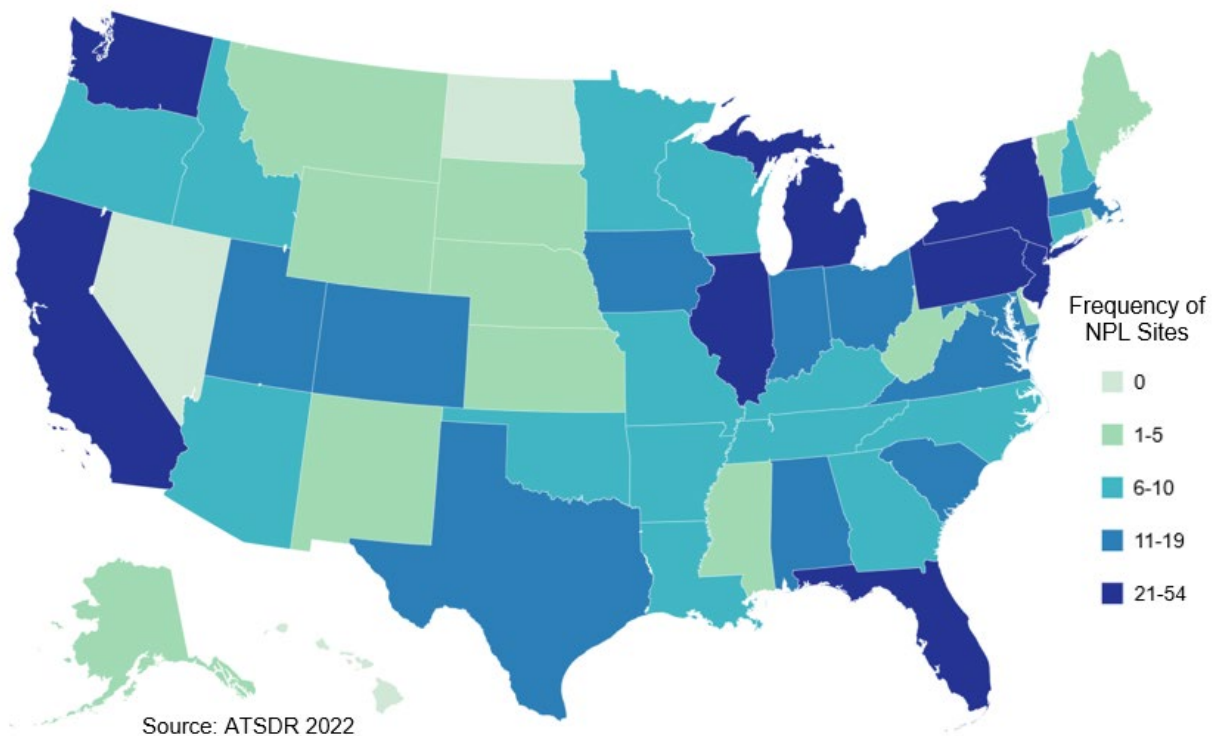 Frequency of
NPL Sites
0
1-5
6-10
11-19
21-54
Source: ATSDR 2022